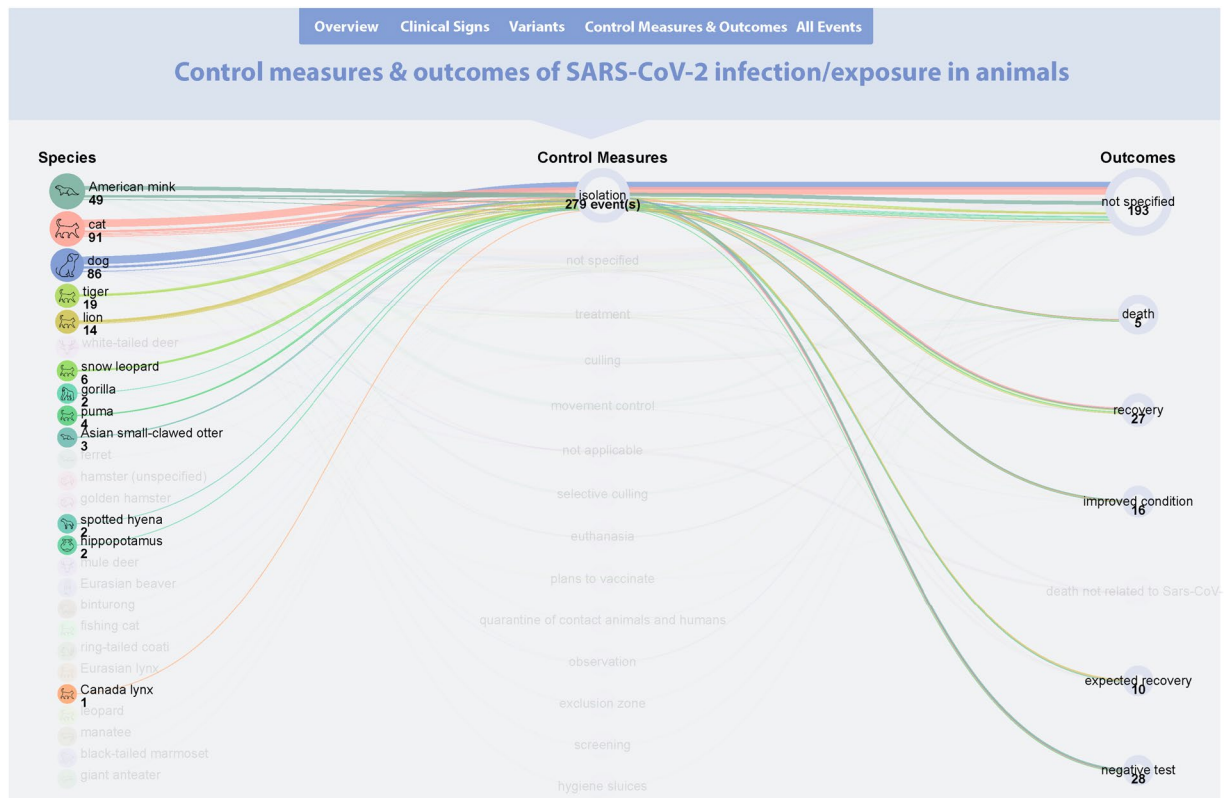 Overview Clinical Signs Variants Control Measures & Outcomes All Events
Control measures & outcomes of SARS-CoV-2 infection/exposure in animals
Species
American mink
49
cat
91
dog
86
tiger
19
lion
14
white-tailed deer
snow leopard
6
gorilla
2
puma
4
Asian small-clawed otter
3
ferret
hamster (unspecified)
golden hamster
spotted hyena
2
hippopotamus
2
mule deer
Eurasian beaver
binturong
fishing cat
ring-tailed coati
Eurasian lynx
Canada lynx
1
leopard
manatee
black-tailed marmoset
giant anteater
Control Measures
isolation
279 event(s)
not specified
treatment
culling
movement control
not applicable
selective culling
euthanasia
plans to vaccinate
quarantine of contact animals and humans
observation
exclusion zone
screening
hygiene sluices
Outcomes
not specified
193
death
5
recovery
27
improved condition
16
death not related to Sars-CoV-
expected recovery
10
negative test
28